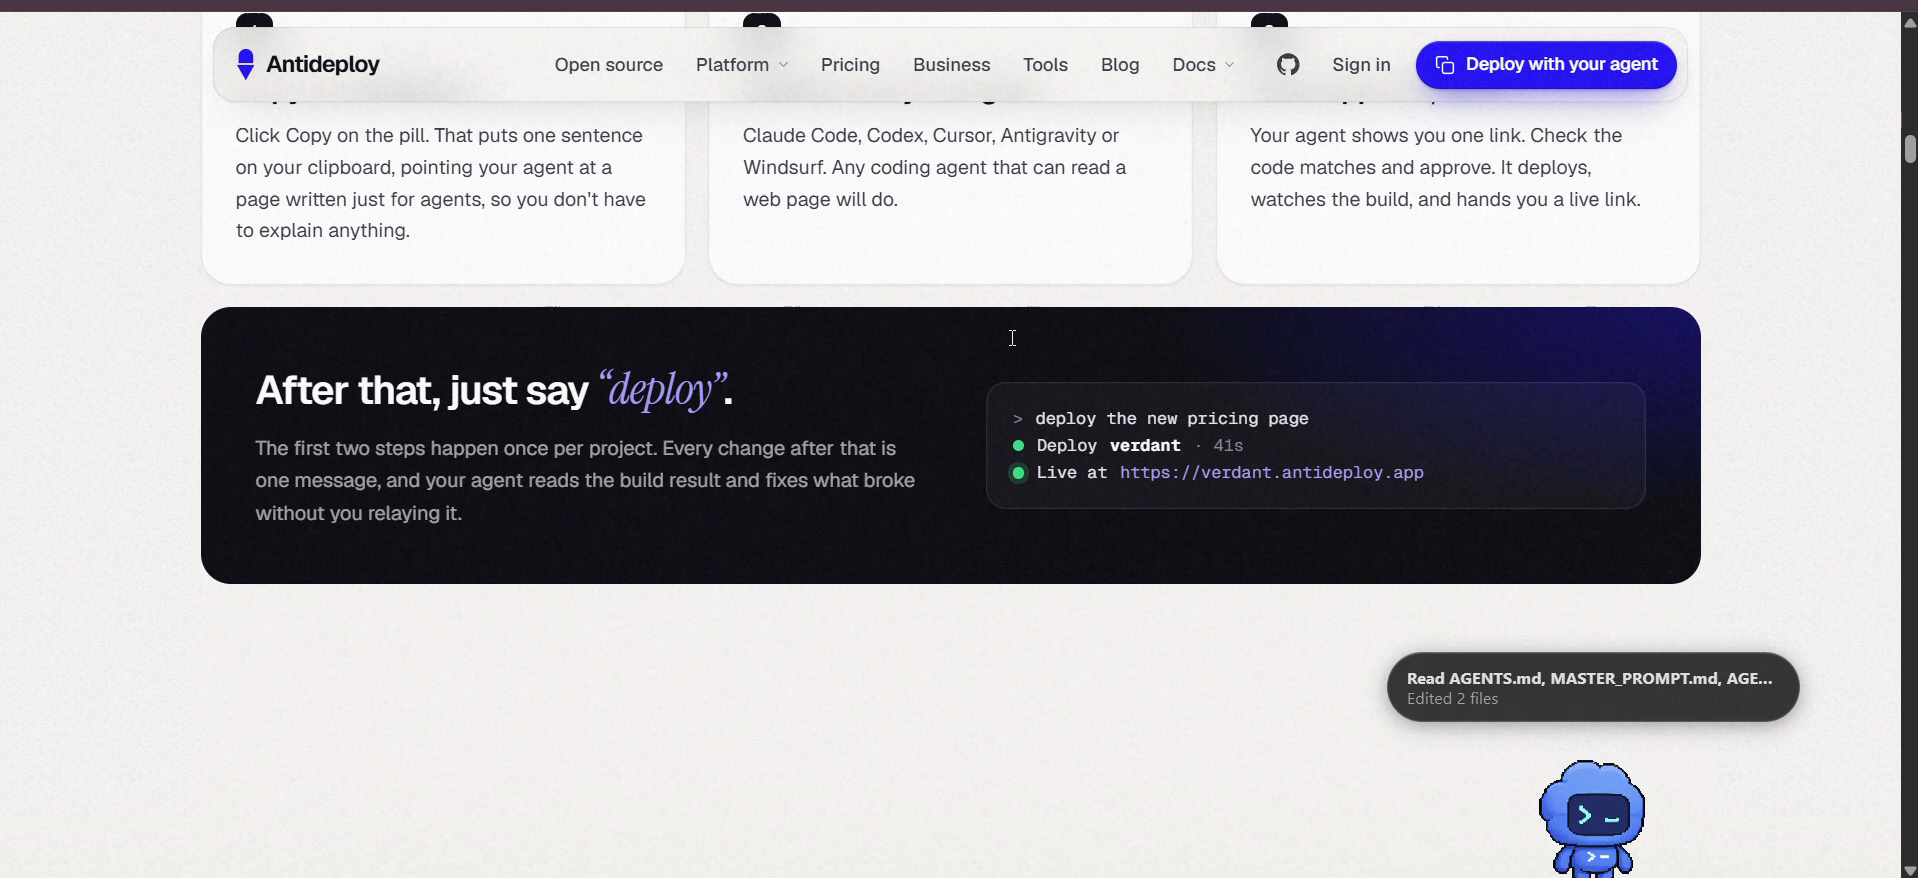 Antideploy
Open source Platform Pricing Business Tools Blog Docs Sign in Deploy with your agent
Click Copy on the pill. That puts one sentence
on your clipboard, pointing your agent at a
page written just for agents, so you don't have
to explain anything.
Claude Code, Codex, Cursor, Antigravity or
Windsurf. Any coding agent that can read a
web page will do.
Your agent shows you one link. Check the
code matches and approve. It deploys,
watches the build, and hands you a live link.
After that, just say “deploy”.
The first two steps happen once per project. Every change after that is
one message, and your agent reads the build result and fixes what broke
without you relaying it.
> deploy the new pricing page
Deploy verdant · 41s
Live at https://verdant.antideploy.app
Read AGENTS.md, MASTER_PROMPT.md, AGE...
Edited 2 files